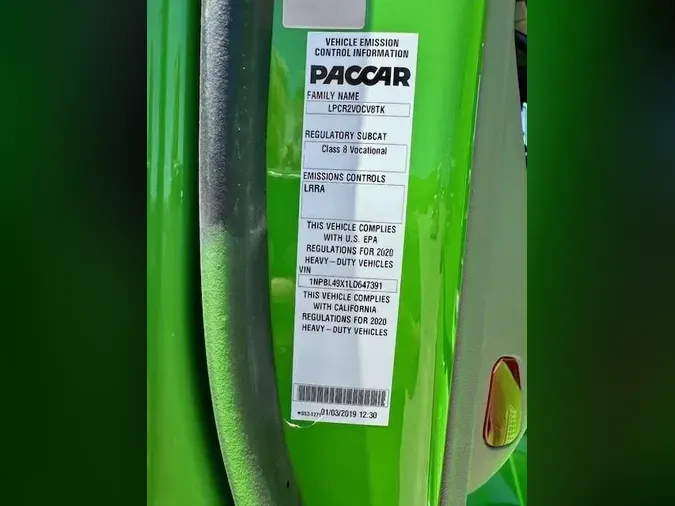 VEHICLE EMISSION
CONTROL INFORMATION
PACCAR
FAMILY NAME
LPCR2VOCV8TK
REGULATORY SUBCAT
Class 8 Vocational
EMISSIONS CONTROLS
LRRA
THIS VEHICLE COMPLIES
WITH U.S. EPA
REGULATIONS FOR 2020
HEAVY-DUTY VEHICLES
VIN
1NPBL49X1LD647391
THIS VEHICLE COMPLIES
WITH CALIFORNIA
REGULATIONS FOR 2020
HEAVY-DUTY VEHICLES
01/03/2019 12:30